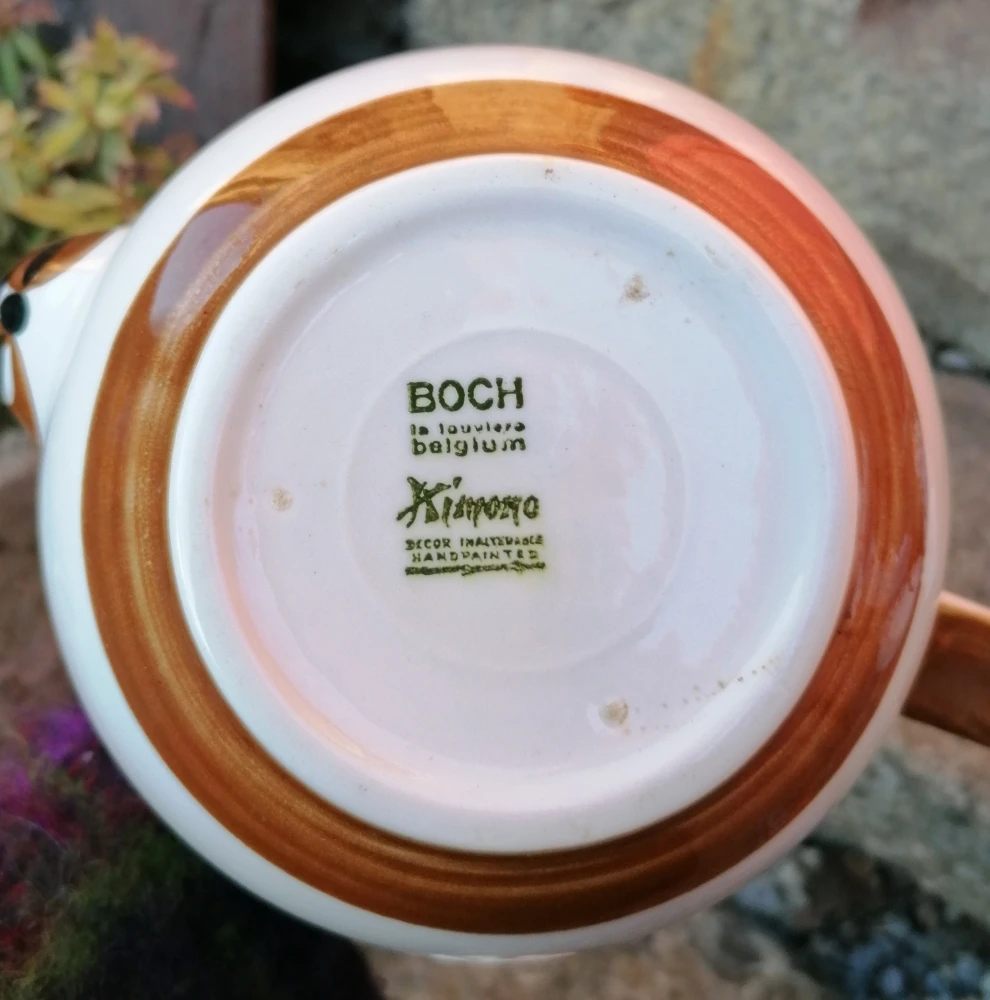 BOCH
la louviere
belgium
Kimono
DECOR INALTERABLE
HANDPAINTED